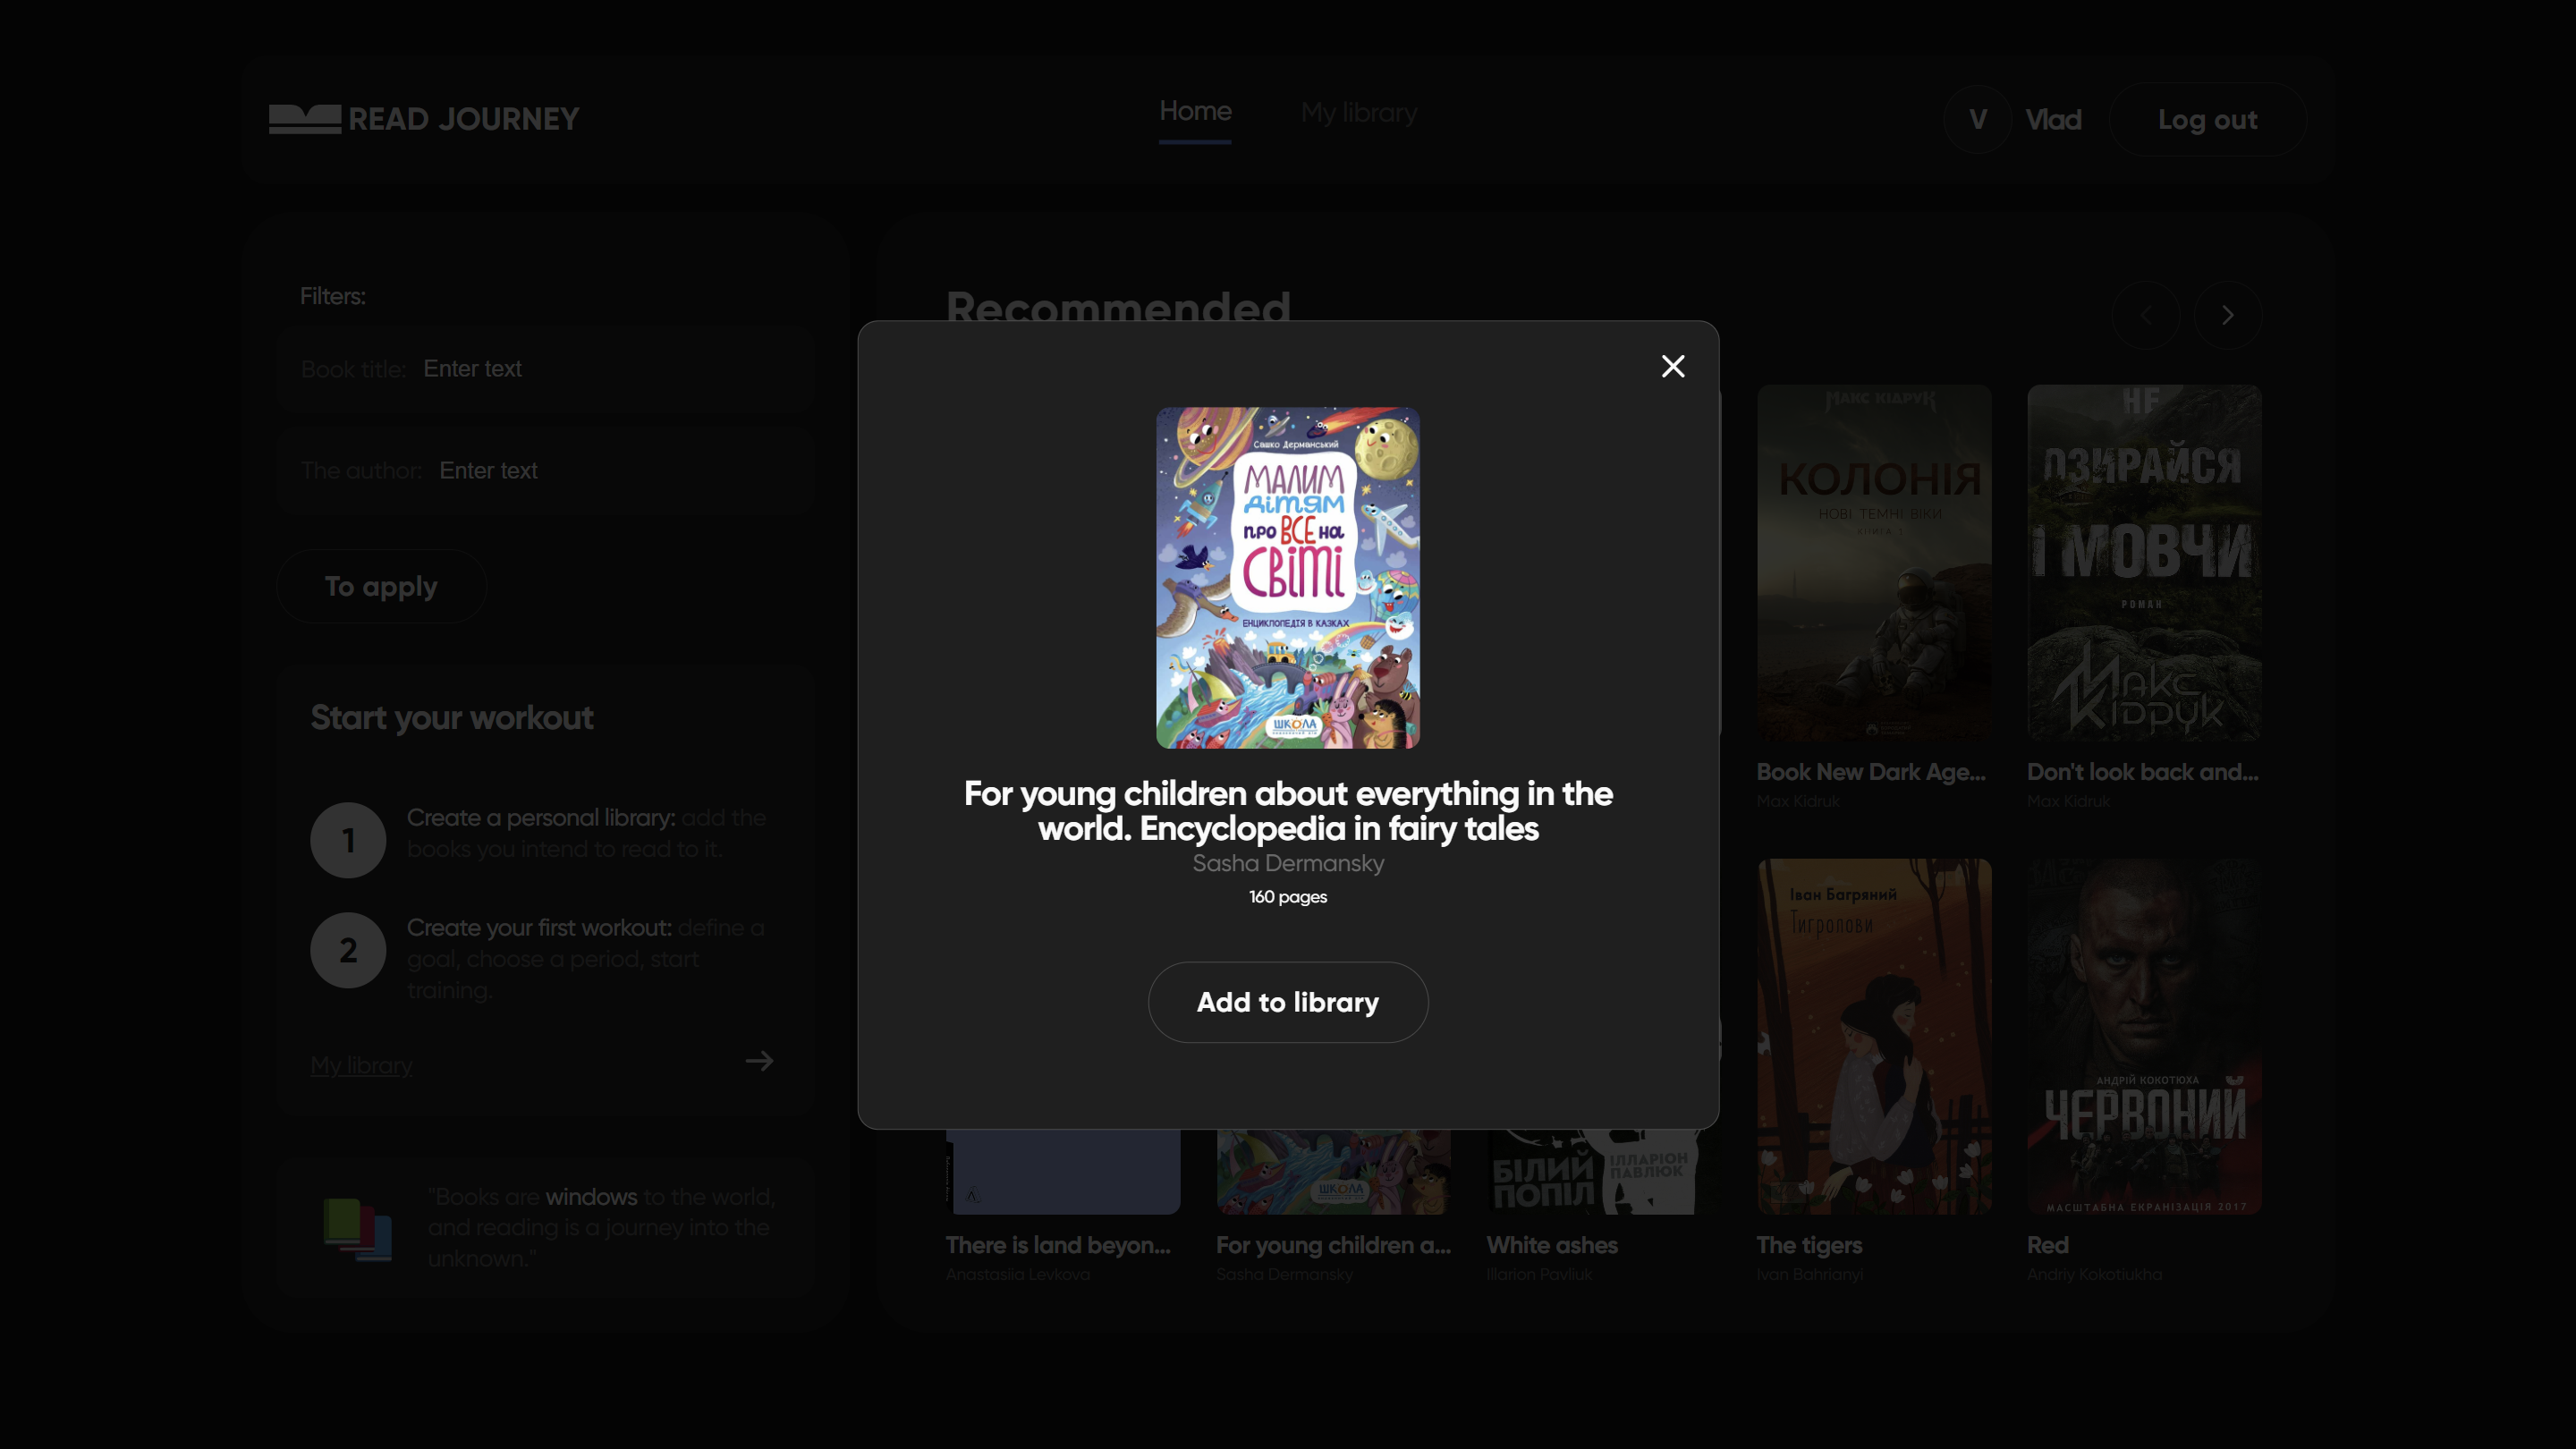 READ JOURNEY
Home
My library
V
Vlad
Log out
Filters:
Book title: Enter text
The author: Enter text
To apply
Start your workout
1
Create a personal library: add the
books you intend to read to it.
2
Create your first workout: define a
goal, choose a period, start
training.
My library
"Books are windows to the world,
and reading is a journey into the
unknown."
Recommended
Сашко Дерманський
МАЛИМ
дітям
про ВСЕ на
світі
ЕНЦИКЛОПЕДІЯ В КАЗКАХ
ШКОЛА
For young children about everything in the
world. Encyclopedia in fairy tales
Sasha Dermansky
160 pages
Add to library
МАКС КІДРУК
КОЛОНІЯ
НОВІ ТЕМНІ ВІКИ
КНИГА 1
Book New Dark Age...
Max Kidruk
НЕ
ОЗИРАЙСЯ
І МОВЧИ
РОМАН
Макс
Кідрук
Don't look back and...
Max Kidruk
There is land beyon...
Anastasiia Levkova
ШКОЛА
For young children a...
Sasha Dermansky
БІЛИЙ
ПОПІЛ
ІЛЛАРІОН
ПАВЛЮК
White ashes
Illarion Pavliuk
Іван Багряний
Тигролови
The tigers
Ivan Bahrianyi
АНДРІЙ КОКОТЮХА
ЧЕРВОНИЙ
МАСШТАБНА ЕКРАНІЗАЦІЯ 2017
Red
Andriy Kokotiukha